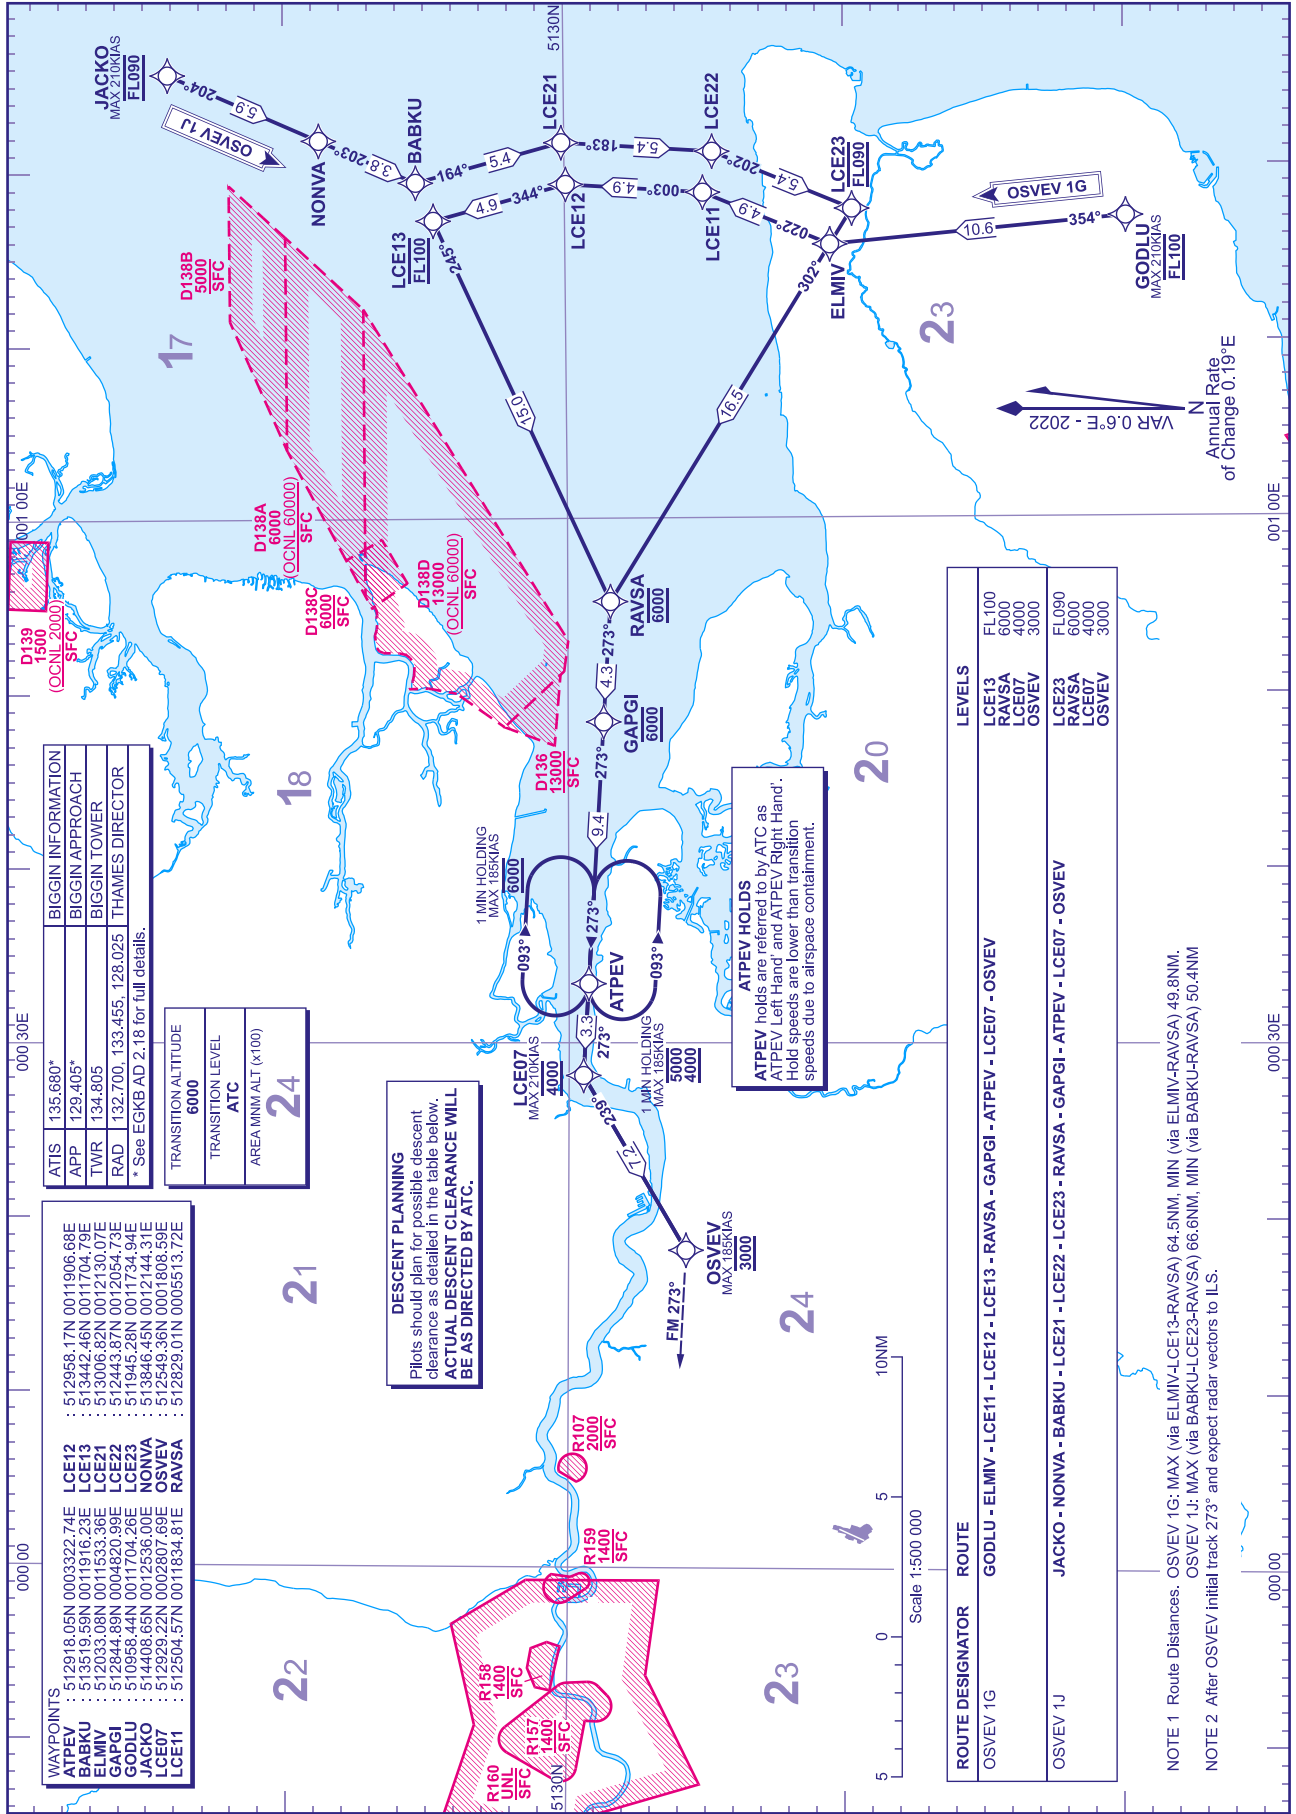 WAYPOINTS
ATPEV : 512918.05N 0003322.74E LCE12 : 512958.17N 0011906.68E
BABKU : 513519.59N 0011916.23E LCE13 : 513442.46N 0011704.79E
ELMIV : 512033.08N 0011533.36E LCE21 : 513006.82N 0012130.07E
GAPGI : 512844.89N 0004820.99E LCE22 : 512443.87N 0012054.73E
GODLU : 510958.44N 0011704.26E LCE23 : 511945.28N 0011734.94E
JACKO : 514408.65N 0012536.00E NONVA : 513846.45N 0012144.31E
LCE07 : 512929.22N 0002807.69E OSVEV : 512549.36N 0001808.59E
LCE11 : 512504.57N 0011834.81E RAVSA : 512829.01N 0005513.72E
ATIS 135.680* BIGGIN INFORMATION
APP 129.405* BIGGIN APPROACH
TWR 134.805 BIGGIN TOWER
RAD 132.700, 133.455, 128.025 THAMES DIRECTOR
* See EGKB AD 2.18 for full details.
TRANSITION ALTITUDE
6000
TRANSITION LEVEL
ATC
AREA MNM ALT (x100)
24
000 00
000 30E
001 00E
D139
1500
(OCNL 2000)
SFC
D138B
5000
SFC
D138A
6000
(OCNL 60000)
SFC
D138C
6000
SFC
D138D
13000
(OCNL 60000)
SFC
D136
13000
SFC
17
18
21
22
JACKO
MAX 210KIAS
FL090
204°
5.9
OSVEV 1J
NONVA
203°
3.8
BABKU
164°
5.4
LCE21
183°
5.4
LCE22
202°
5.4
LCE23
FL090
LCE13
FL100
344°
4.9
LCE12
003°
4.9
LCE11
022°
4.9
ELMIV
302°
16.5
245°
15.0
OSVEV 1G
10.6
354°
GODLU
MAX 210KIAS
FL100
5130N
RAVSA
6000
273°
4.3
GAPGI
6000
273°
9.4
1 MIN HOLDING
MAX 185KIAS
6000
093°
273°
093°
ATPEV
1 MIN HOLDING
MAX 185KIAS
5000
4000
3.3
273°
LCE07
MAX 210KIAS
4000
239°
7.2
OSVEV
MAX 185KIAS
3000
FM 273°
DESCENT PLANNING
Pilots should plan for possible descent
clearance as detailed in the table below.
ACTUAL DESCENT CLEARANCE WILL
BE AS DIRECTED BY ATC.
ATPEV HOLDS
ATPEV holds are referred to by ATC as
'ATPEV Left Hand' and 'ATPEV Right Hand'.
Hold speeds are lower than transition
speeds due to airspace containment.
R107
2000
SFC
R159
1400
SFC
R158
1400
SFC
R157
1400
SFC
R160
UNL
SFC
5130N
20
23
24
23
VAR 0.6°E - 2022
N
Annual Rate
of Change 0.19°E
5 0 5 10NM
Scale 1:500 000
ROUTE DESIGNATOR ROUTE LEVELS
OSVEV 1G GODLU - ELMIV - LCE11 - LCE12 - LCE13 - RAVSA - GAPGI - ATPEV - LCE07 - OSVEV LCE13 FL100
RAVSA 6000
LCE07 4000
OSVEV 3000
OSVEV 1J JACKO - NONVA - BABKU - LCE21 - LCE22 - LCE23 - RAVSA - GAPGI - ATPEV - LCE07 - OSVEV LCE23 FL090
RAVSA 6000
LCE07 4000
OSVEV 3000
NOTE 1 Route Distances. OSVEV 1G: MAX (via ELMIV-LCE13-RAVSA) 64.5NM, MIN (via ELMIV-RAVSA) 49.8NM.
OSVEV 1J: MAX (via BABKU-LCE23-RAVSA) 66.6NM, MIN (via BABKU-RAVSA) 50.4NM
NOTE 2 After OSVEV initial track 273° and expect radar vectors to ILS.
000 00
000 30E
001 00E